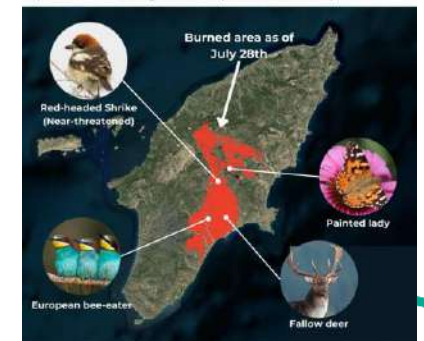 Burned area as of
July 28th
Red-headed Shrike
(Near-threatened)
Painted lady
European bee-eater
Fallow deer